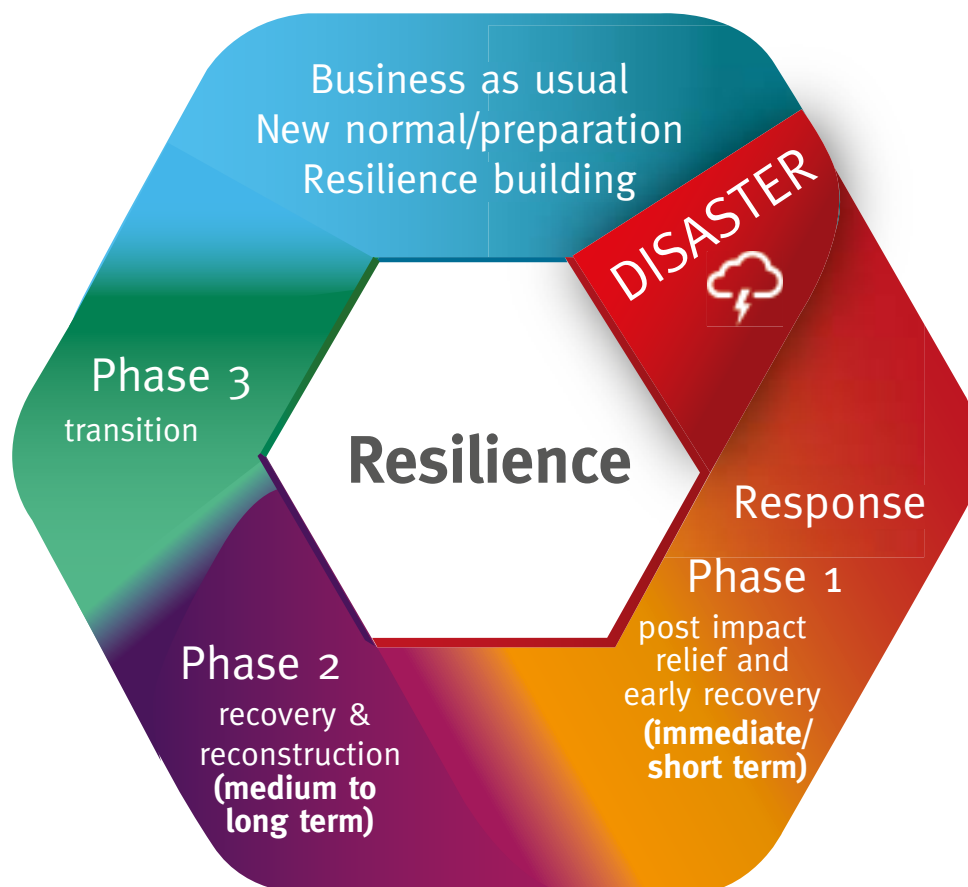 Business as usual
New normal/preparation
Resilience building
DISASTER
Resilience
Response
Phase 1
post impact
relief and
early recovery
(immediate/
short term)
Phase 2
recovery &
reconstruction
(medium to
long term)
Phase 3
transition